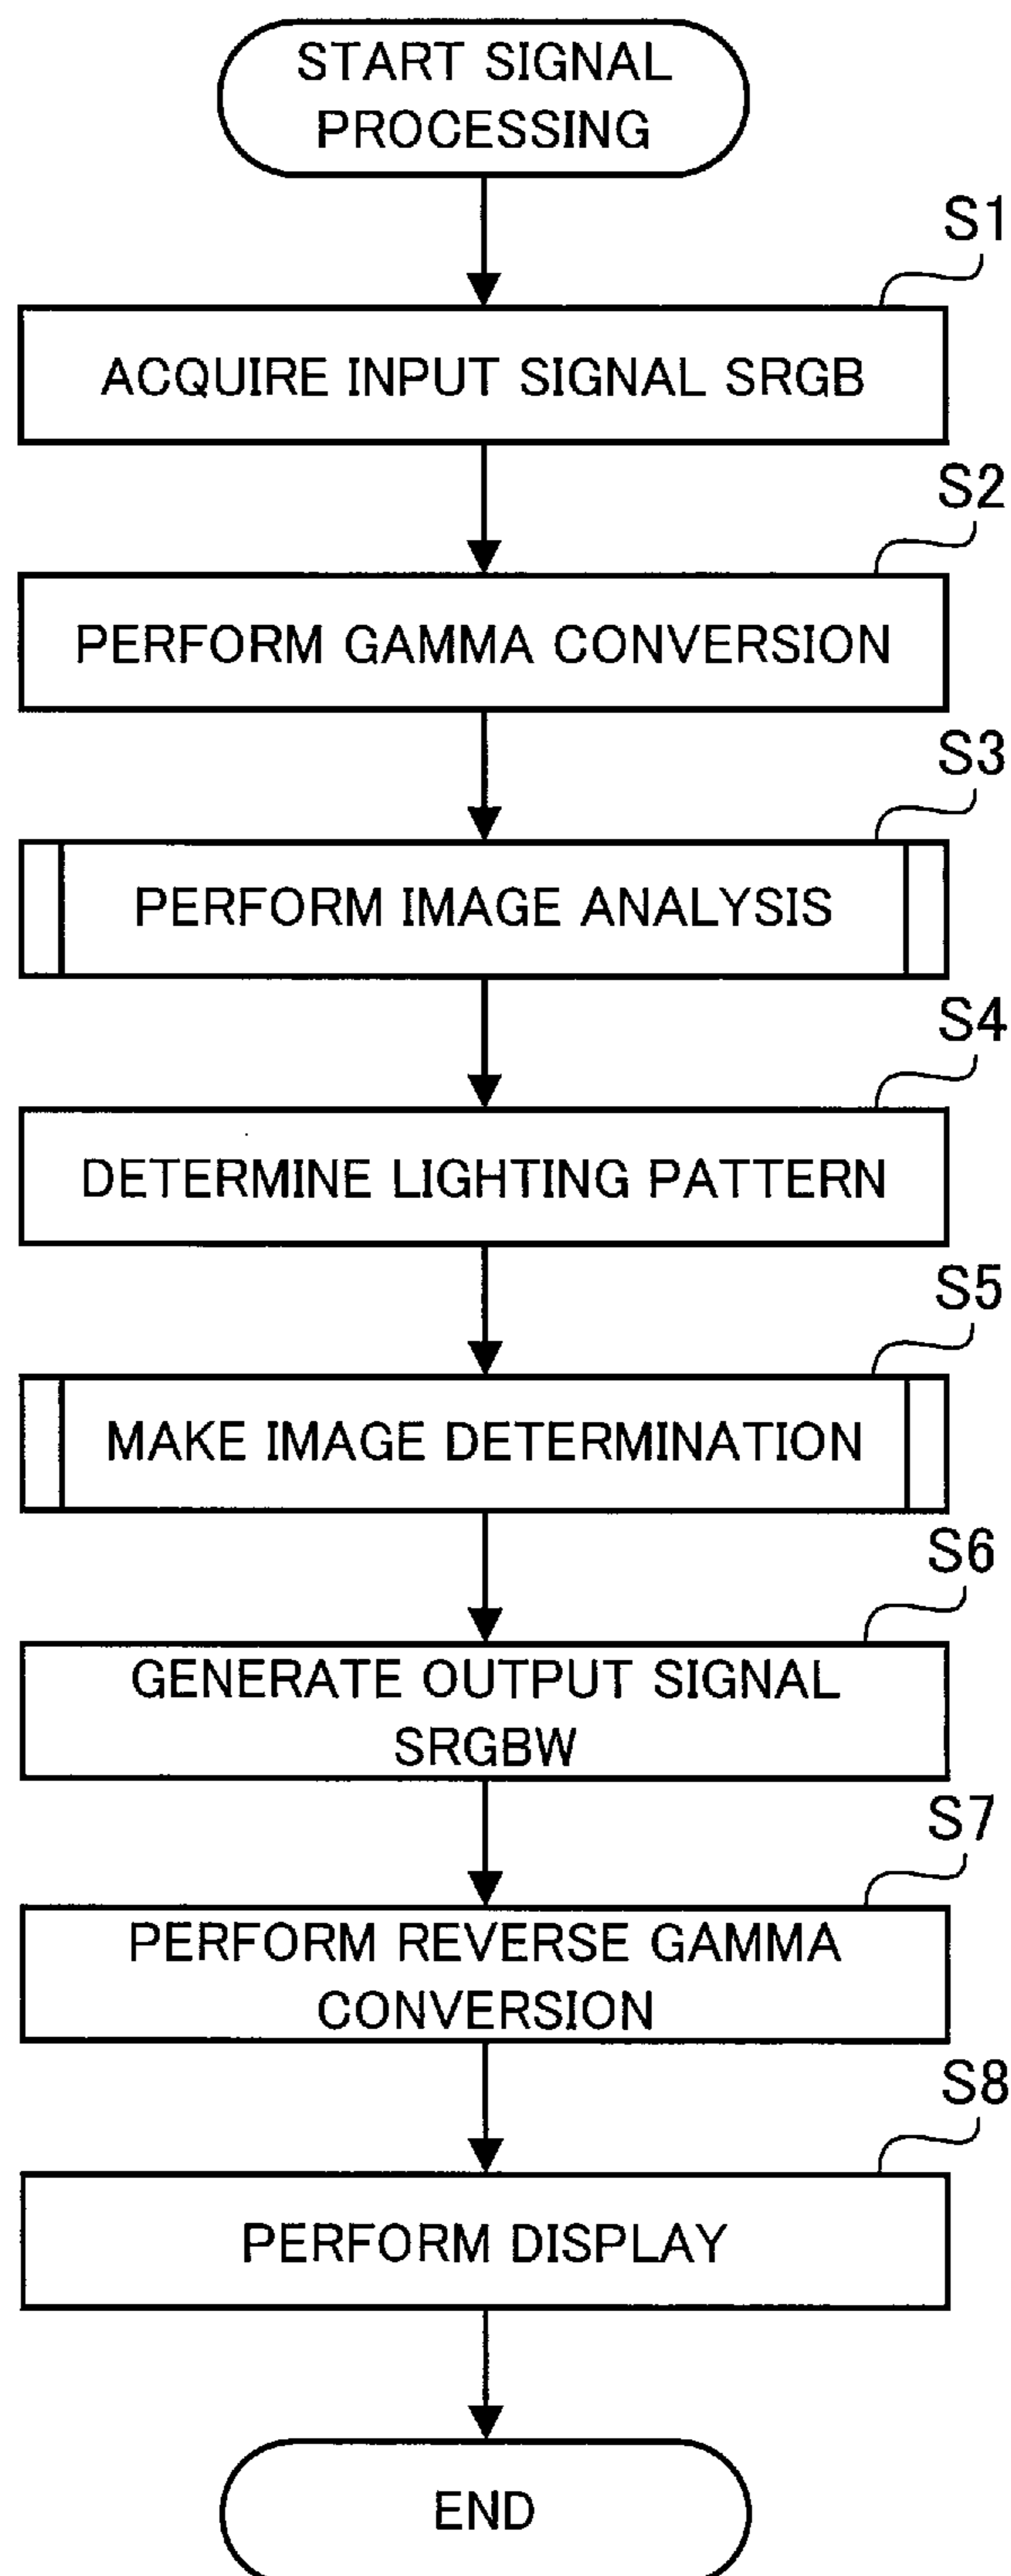 START SIGNAL
PROCESSING
S1
ACQUIRE INPUT SIGNAL SRGB
S2
PERFORM GAMMA CONVERSION
S3
PERFORM IMAGE ANALYSIS
S4
DETERMINE LIGHTING PATTERN
S5
MAKE IMAGE DETERMINATION
S6
GENERATE OUTPUT SIGNAL
SRGBW
S7
PERFORM REVERSE GAMMA
CONVERSION
S8
PERFORM DISPLAY
END